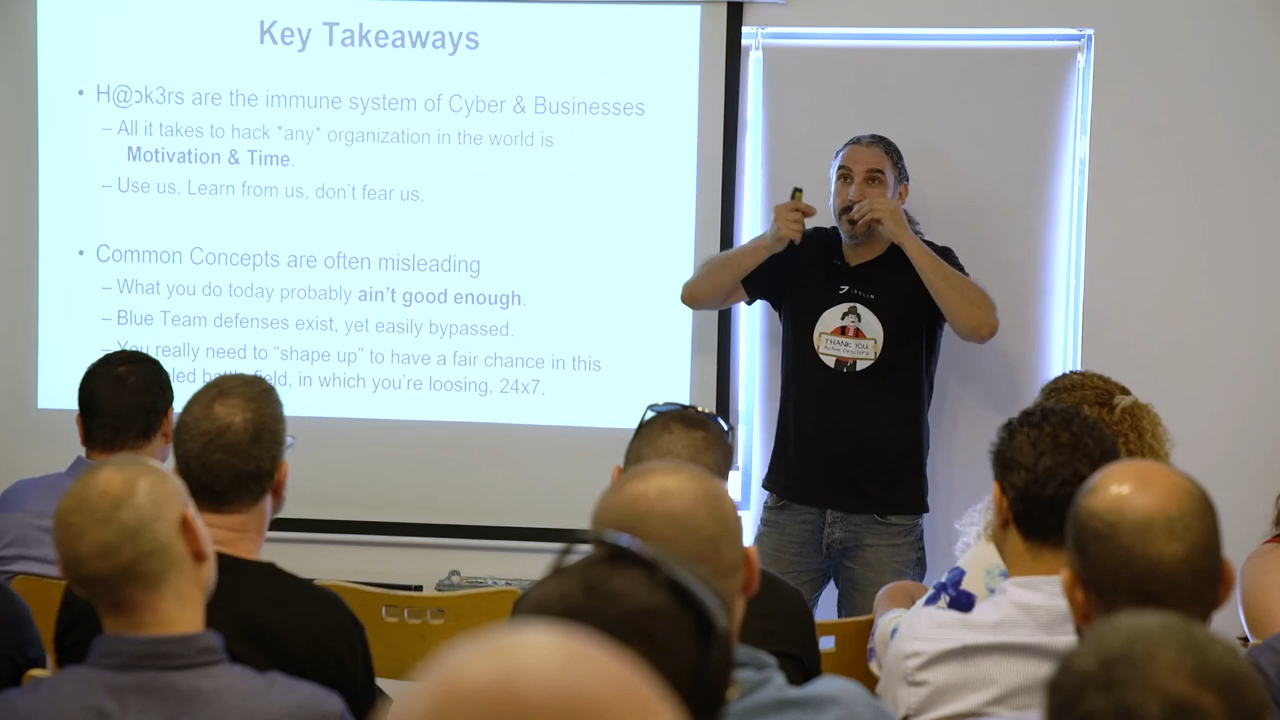 Key Takeaways
• H@ɔk3rs are the immune system of Cyber & Businesses
– All it takes to hack *any* organization in the world is
Motivation & Time.
– Use us, Learn from us, don't fear us.
• Common Concepts are often misleading
– What you do today probably ain't good enough.
– Blue Team defenses exist, yet easily bypassed.
– You really need to “shape up” to have a fair chance in this
field, in which you're loosing, 24x7.
THANK YOU
Active Directory